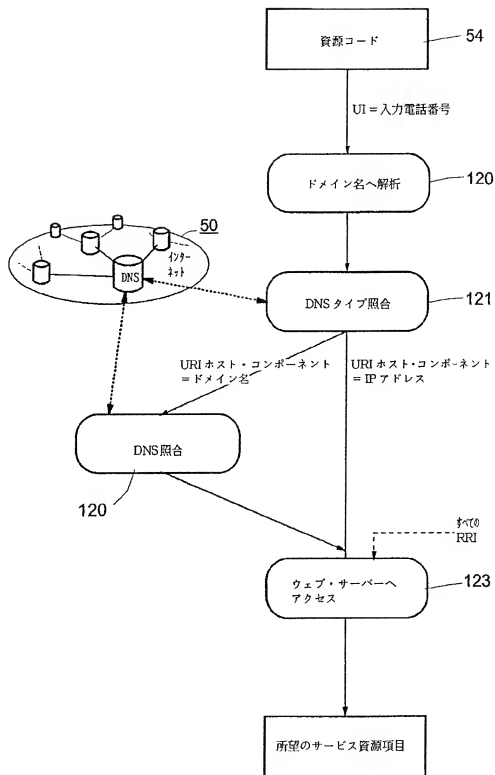 資源コード
54
UI=入力電話番号
ドメイン名へ解析
120
50
インター
ネット
DNS
DNSタイプ照合
121
URIホスト・コンポーネント
=ドメイン名
URIホスト・コンポーネント
=IPアドレス
DNS照合
120
すべての
RRI
ウェブ・サーバーへ
アクセス
123
所望のサービス資源項目